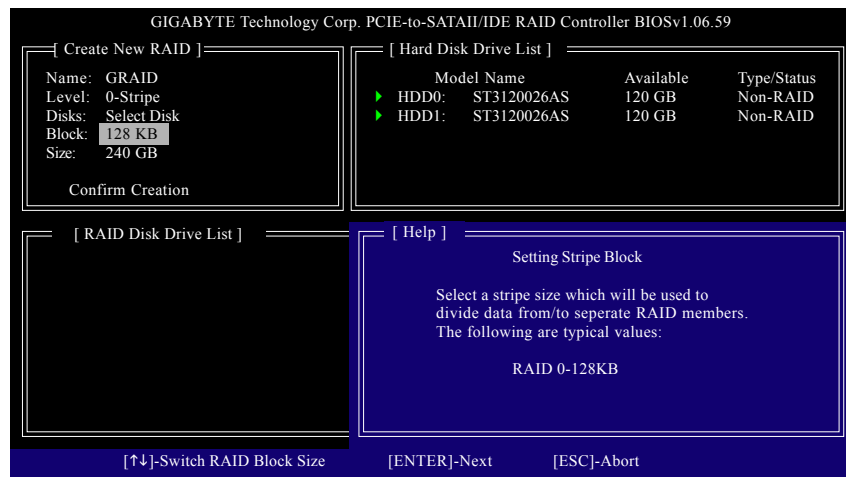 GIGABYTE Technology Corp. PCIE-to-SATAII/IDE RAID Controller BIOSv1.06.59
[ Create New RAID ]
Name: GRAID
Level: 0-Stripe
Disks: Select Disk
Block: 128 KB
Size: 240 GB
Confirm Creation
[ Hard Disk Drive List ]
Model Name Available Type/Status
HDD0: ST3120026AS 120 GB Non-RAID
HDD1: ST3120026AS 120 GB Non-RAID
[ RAID Disk Drive List ]
[ Help ]
Setting Stripe Block
Select a stripe size which will be used to
divide data from/to seperate RAID members.
The following are typical values:
RAID 0-128KB
[↑↓]-Switch RAID Block Size [ENTER]-Next [ESC]-Abort